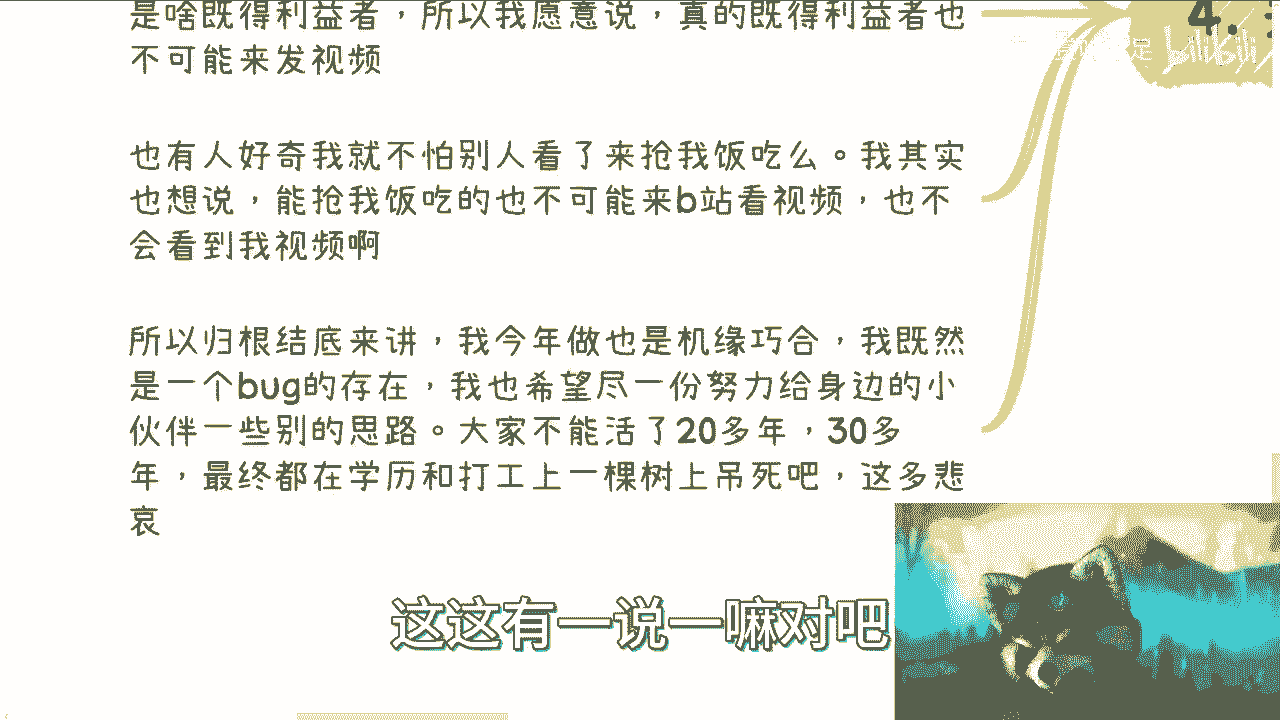 是啥既得利益者，所以我愿意说，真的既得利益者也
不可能来发视频
也有人好奇我就不怕别人看了来抢我饭吃么。我其实
也想说，能抢我饭吃的也不可能来b站看视频，也不
会看到我视频啊
所以归根结底来讲，我今年做也是机缘巧合，我既然
是一个bug的存在，我也希望尽一份努力给身边的小
伙伴一些别的思路。大家不能活了20多年，30多
年，最终都在学历和打工上一棵树上吊死吧，这多悲
哀
4.
bilibili
这这有一说一嘛对吧